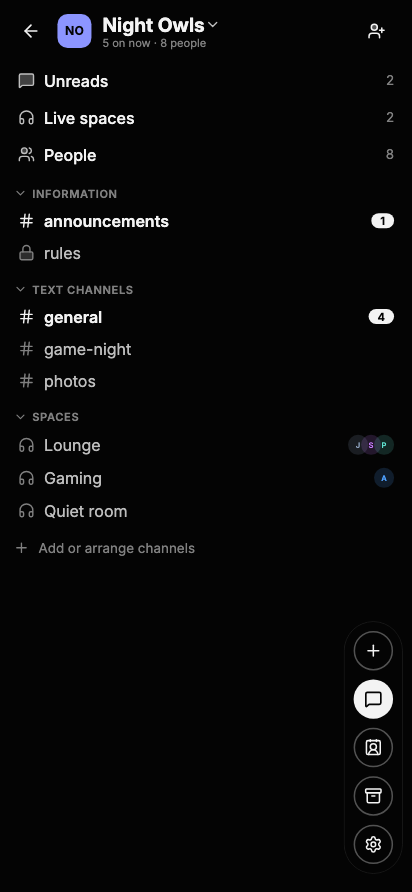 NO
Night Owls
5 on now · 8 people
Unreads 2
Live spaces 2
People 8
INFORMATION
announcements 1
rules
TEXT CHANNELS
# general 4
# game-night
# photos
SPACES
Lounge J S P
Gaming A
Quiet room
+ Add or arrange channels